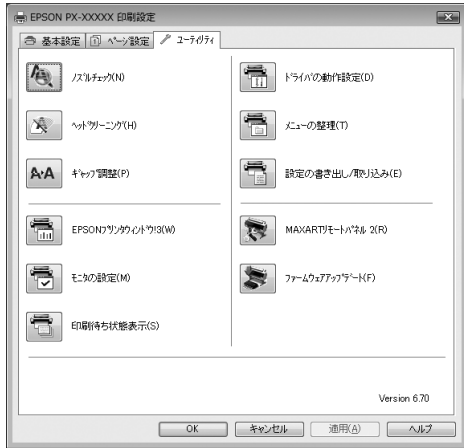 EPSON PX-XXXXX 印刷設定
基本設定
ページ設定
ユーティリティ
ノズルチェック(N)
ヘッドクリーニング(H)
ギャップ調整(P)
EPSONプリンタウィンドウ!3(W)
モニタの設定(M)
印刷待ち状態表示(S)
ドライバの動作設定(D)
メニューの整理(T)
設定の書き出し/取り込み(E)
MAXARTリモートパネル 2(R)
ファームウェアアップデート(F)
Version 6.70
OK
キャンセル
適用(A)
ヘルプ